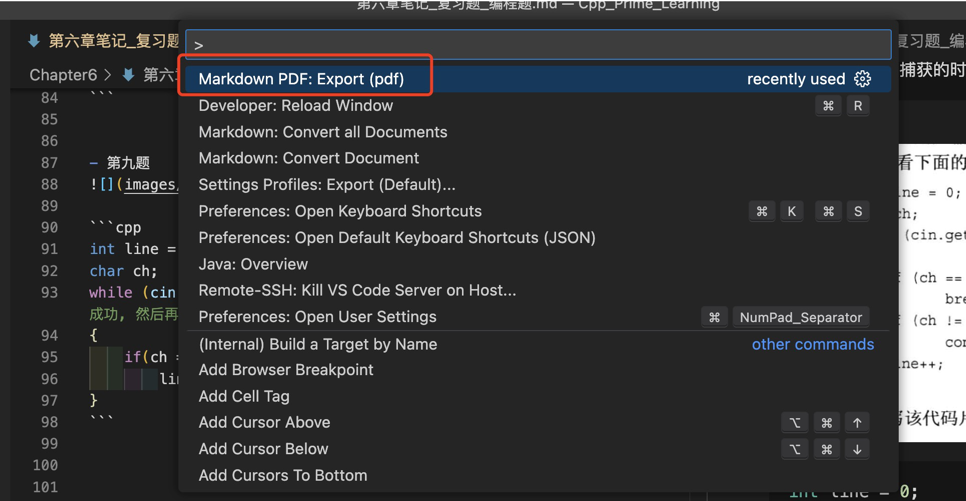 第六章笔记_复习题_编程题.md — Cpp_Prime_Learning
第六章笔记_复习题
>
复习题_编
Chapter6 > 第六
Markdown PDF: Export (pdf) recently used
捕获的时
84 ```
Developer: Reload Window ⌘ R
85
Markdown: Convert all Documents
86
Markdown: Convert Document
87 - 第九题
看下面的
88 ![](images/
Settings Profiles: Export (Default)...
ine = 0;
89
Preferences: Open Keyboard Shortcuts ⌘ K ⌘ S
ch;
90 ```cpp
Preferences: Open Default Keyboard Shortcuts (JSON)
(cin.get
91 int line =
Java: Overview
92 char ch;
Remote-SSH: Kill VS Code Server on Host...
f (ch ==
93 while (cin
成功, 然后再
Preferences: Open User Settings ⌘ NumPad_Separator
bre
f (ch !=
94 {
(Internal) Build a Target by Name other commands
con
95 if(ch =
Add Browser Breakpoint
ine++;
96 lin
Add Cell Tag
97 }
98 ```
Add Cursor Above ⌥ ⌘ ↑
该代码片
99
Add Cursor Below ⌥ ⌘ ↓
100
Add Cursors To Bottom
101
int line = 0;